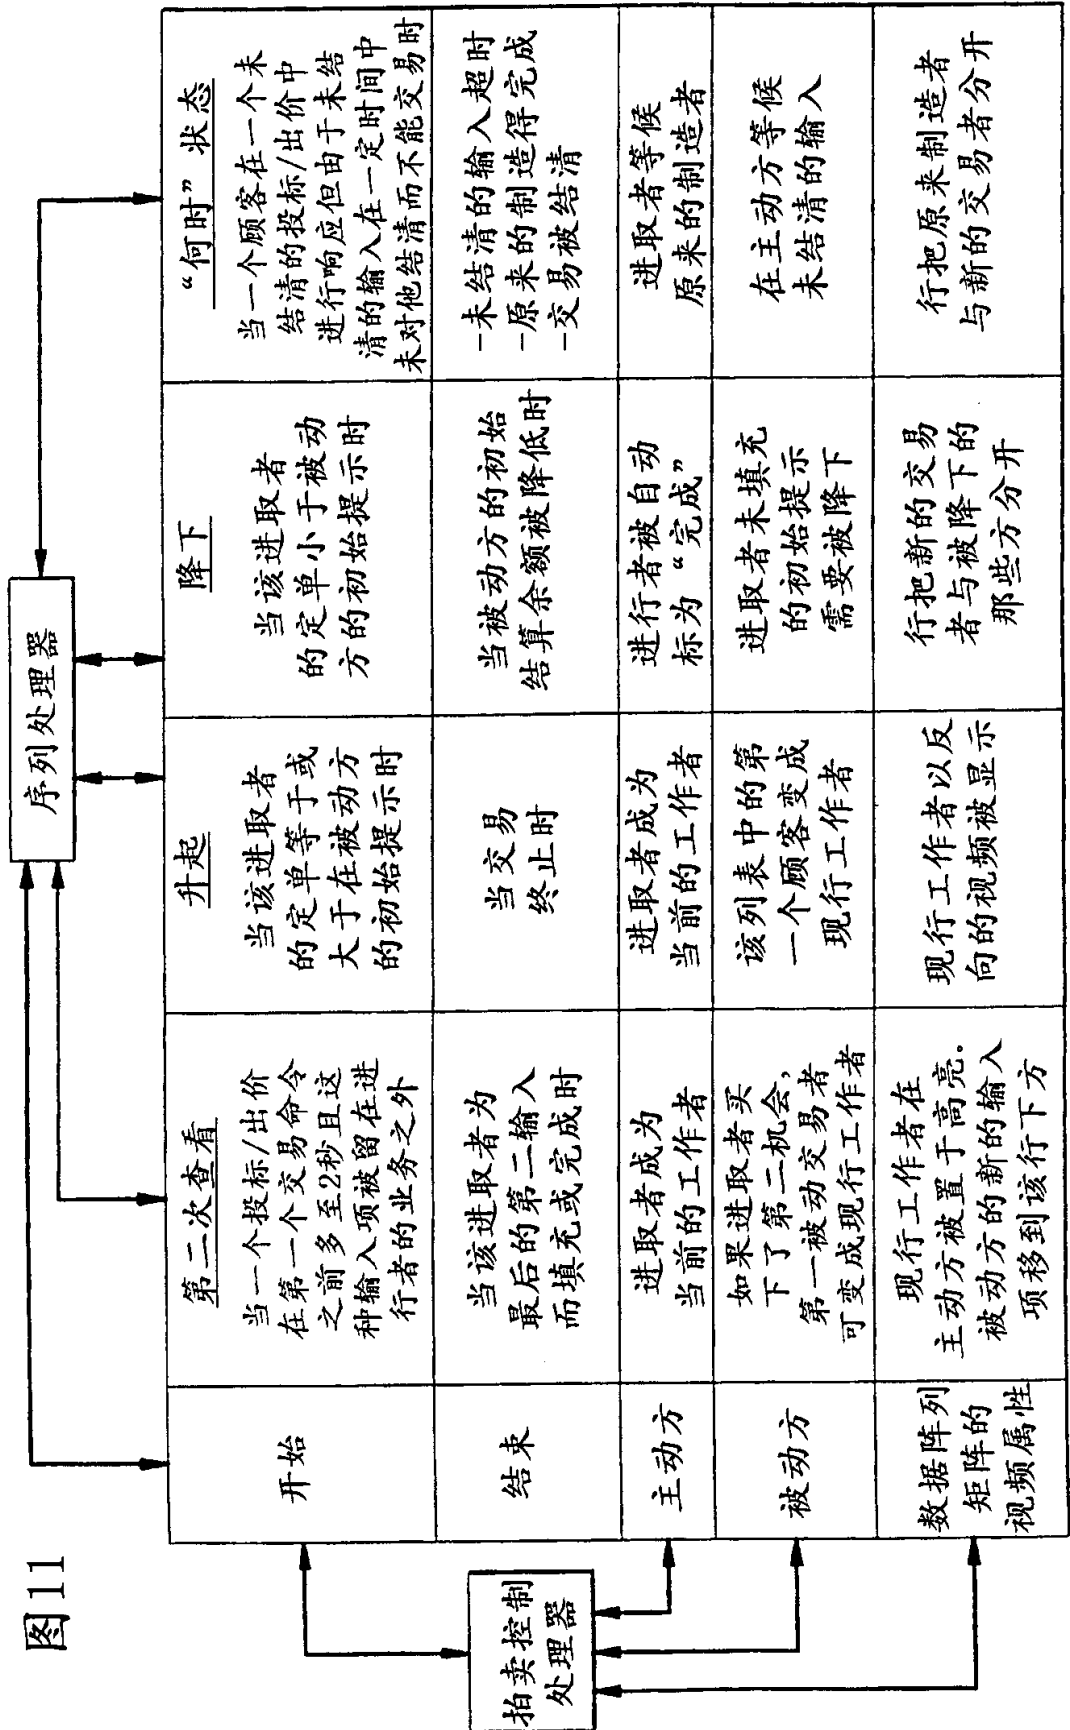 图11
序列处理器
拍卖控制
处理器
第二次查看
升起
降下
“何时”状态
开始
当一个投标/出价
在第一个交易命令
之前多至2秒且这
种输入项被留在进
行者的业务之外
当该进取者
的定单等于或
大于在被动方
的初始提示时
当该进取者
的定单小于被动
方的初始提示时
当一个顾客在一个未
结清的投标/出价中
进行响应但由于未结
清的输入在一定时间中
未对他结清而不能交易时
结束
当该进取者为
最后的第二输入
而填充或完成时
当交易
终止时
当被动方的初始
结算余额被降低时
-未结清的输入超时
-原来的制造得完成
-交易被结清
主动方
进取者成为
当前的工作者
进取者成为
当前的工作者
进行者被自动
标为“完成”
进取者等候
原来的制造者
被动方
如果进取者买
下了第二机会,
第一被动交易者
可变成现行工作者
该列表中的第
一个顾客变成
现行工作者
进取者未填充
的初始提示
需要被降下
在主动方等候
未结清的输入
数据阵列
矩阵的
视频属性
现行工作者在
主动方被置于高亮.
被动方的新的输入
项移到该行下方
现行工作者以反
向的视频被显示
行把新的交易
者与被降下的
那些方分开
行把原来制造者
与新的交易者分开